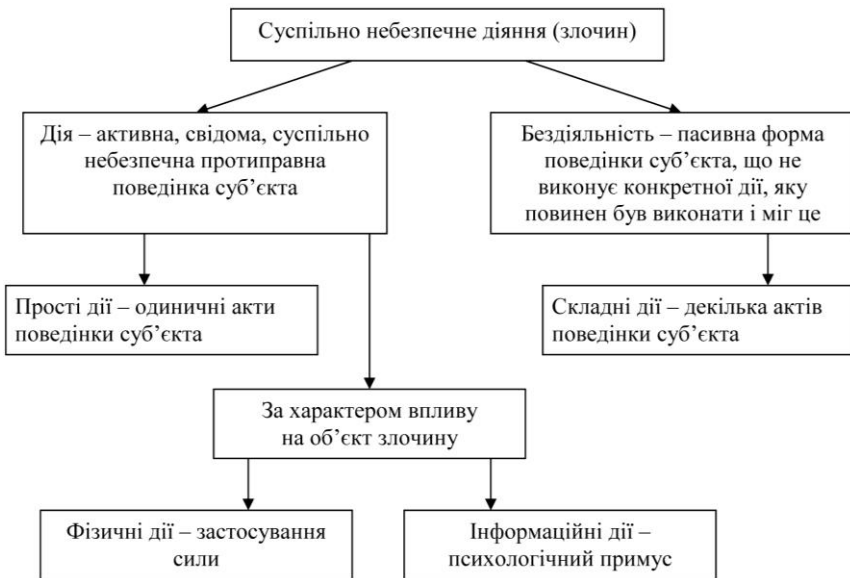 Суспільно небезпечне діяння (злочин)
Дія – активна, свідома, суспільно
небезпечна протиправна
поведінка суб’єкта
Бездіяльність – пасивна форма
поведінки суб’єкта, що не
виконує конкретної дії, яку
повинен був виконати і міг це
Прості дії – одиничні акти
поведінки суб’єкта
Складні дії – декілька актів
поведінки суб’єкта
За характером впливу
на об’єкт злочину
Фізичні дії – застосування
сили
Інформаційні дії –
психологічний примус